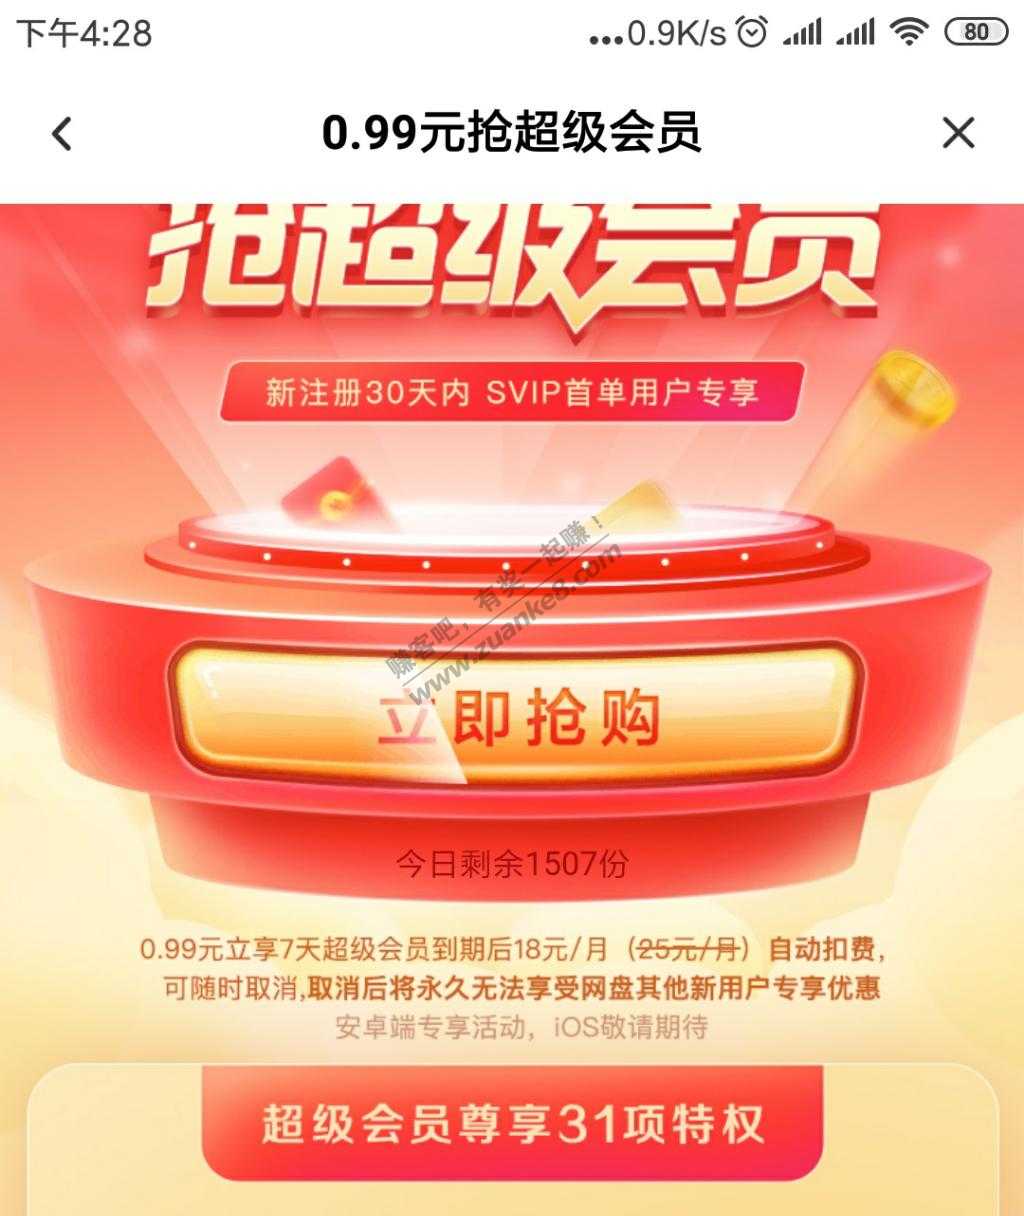 下午4:28
...0.9K/s
80
0.99元抢超级会员
抢超级会员
新注册30天内 SVIP首单用户专享
赚客吧，有奖一起赚！
www.zuanke8.com
立即抢购
今日剩余1507份
0.99元立享7天超级会员到期后18元/月（25元/月）自动扣费，
可随时取消,取消后将永久无法享受网盘其他新用户专享优惠
安卓端专享活动，iOS敬请期待
超级会员尊享31项特权